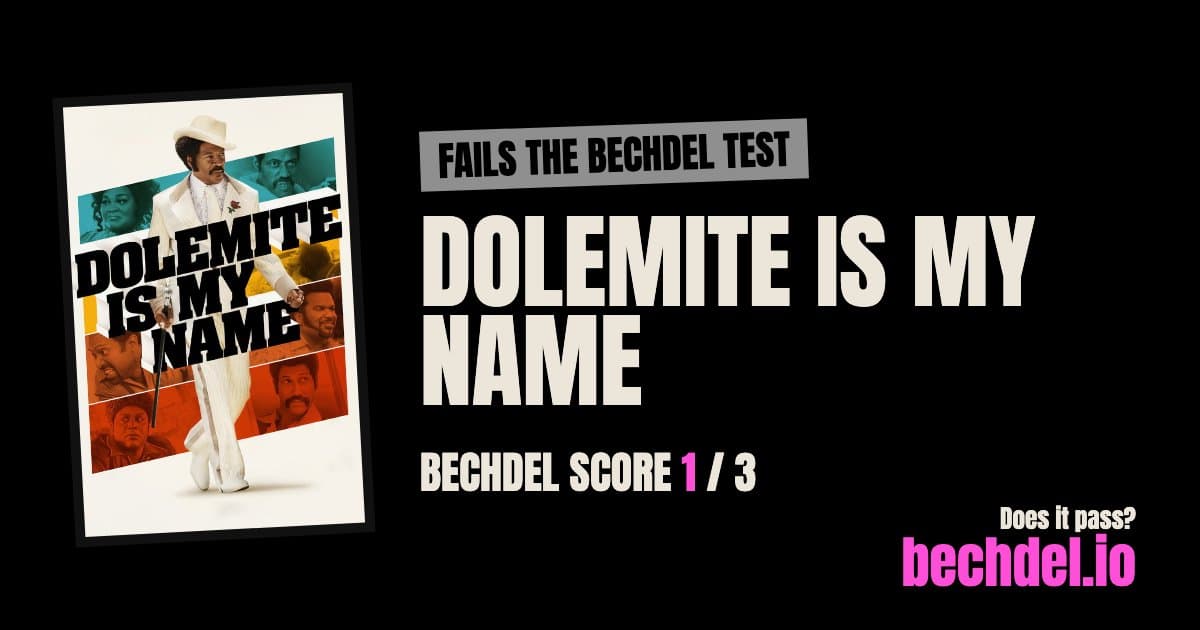 DOLEMITE
IS MY
NAME
FAILS THE BECHDEL TEST
DOLEMITE IS MY
NAME
BECHDEL SCORE 1 / 3
Does it pass?
bechdel.io